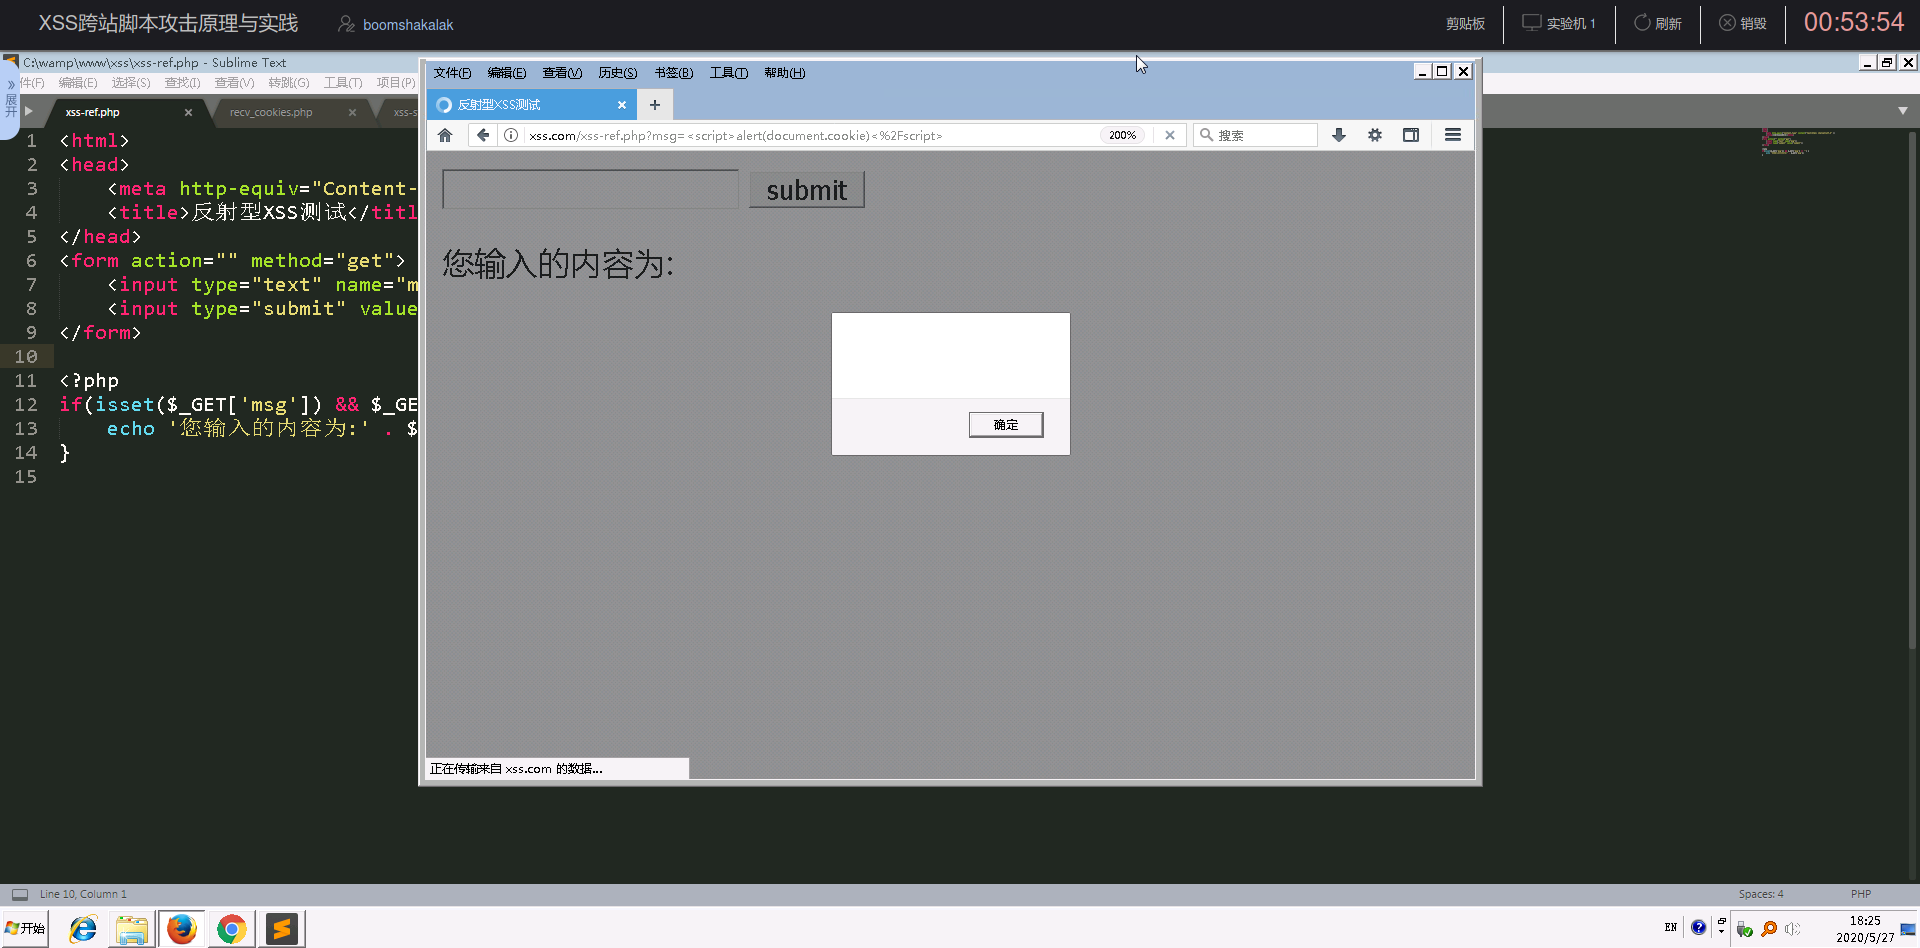 XSS跨站脚本攻击原理与实践
boomshakalak
剪贴板
实验机 1
刷新
销毁
00:53:54
C:\wamp\www\xss\xss-ref.php - Sublime Text
件(F) 编辑(E) 选择(S) 查找(I) 查看(V) 转跳(G) 工具(T) 项目(P)
» 展开
xss-ref.php
recv_cookies.php
xss-s
1 <html>
2 <head>
3 <meta http-equiv="Content-
4 <title>反射型XSS测试</titl
5 </head>
6 <form action="" method="get">
7 <input type="text" name="m
8 <input type="submit" value
9 </form>
10
11 <?php
12 if(isset($_GET['msg']) && $_GE
13 echo '您输入的内容为:' . $
14 }
15
文件(F) 编辑(E) 查看(V) 历史(S) 书签(B) 工具(T) 帮助(H)
反射型XSS测试
xss.com/xss-ref.php?msg=<script>alert(document.cookie)<%2Fscript>
200%
搜索
submit
您输入的内容为:
确定
正在传输来自 xss.com 的数据...
Line 10, Column 1
Spaces: 4
PHP
开始
EN
18:25
2020/5/27